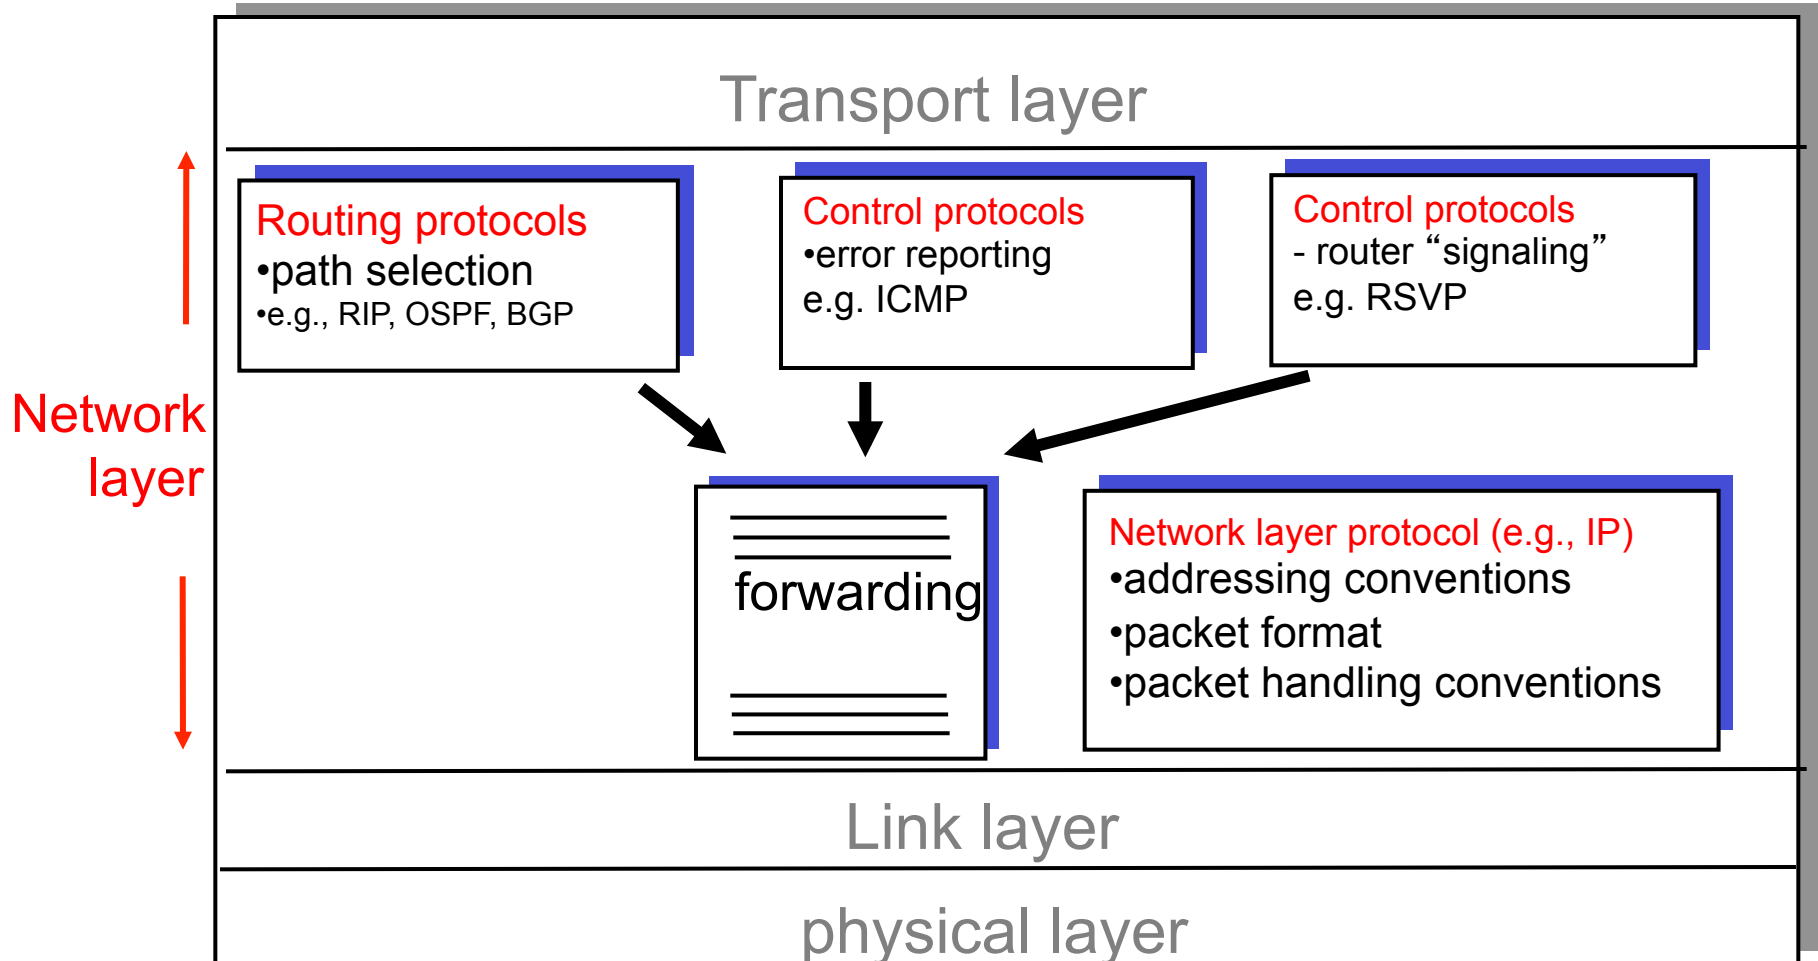 Transport layer
Routing protocols
•path selection
•e.g., RIP, OSPF, BGP
Control protocols
•error reporting
e.g. ICMP
Control protocols
- router “signaling”
e.g. RSVP
Network
layer
forwarding
Network layer protocol (e.g., IP)
•addressing conventions
•packet format
•packet handling conventions
Link layer
physical layer